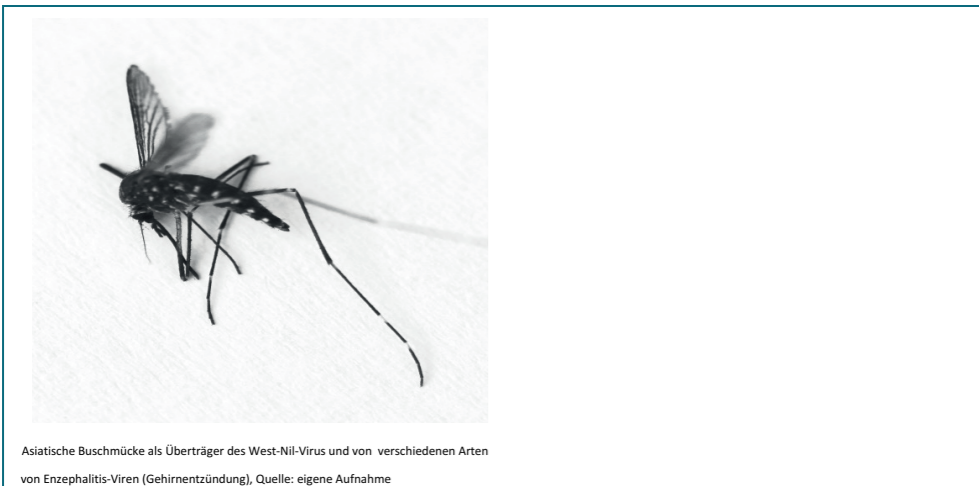 Asiatische Buschmücke als Überträger des West-Nil-Virus und von verschiedenen Arten
von Enzephalitis-Viren (Gehirnentzündung), Quelle: eigene Aufnahme